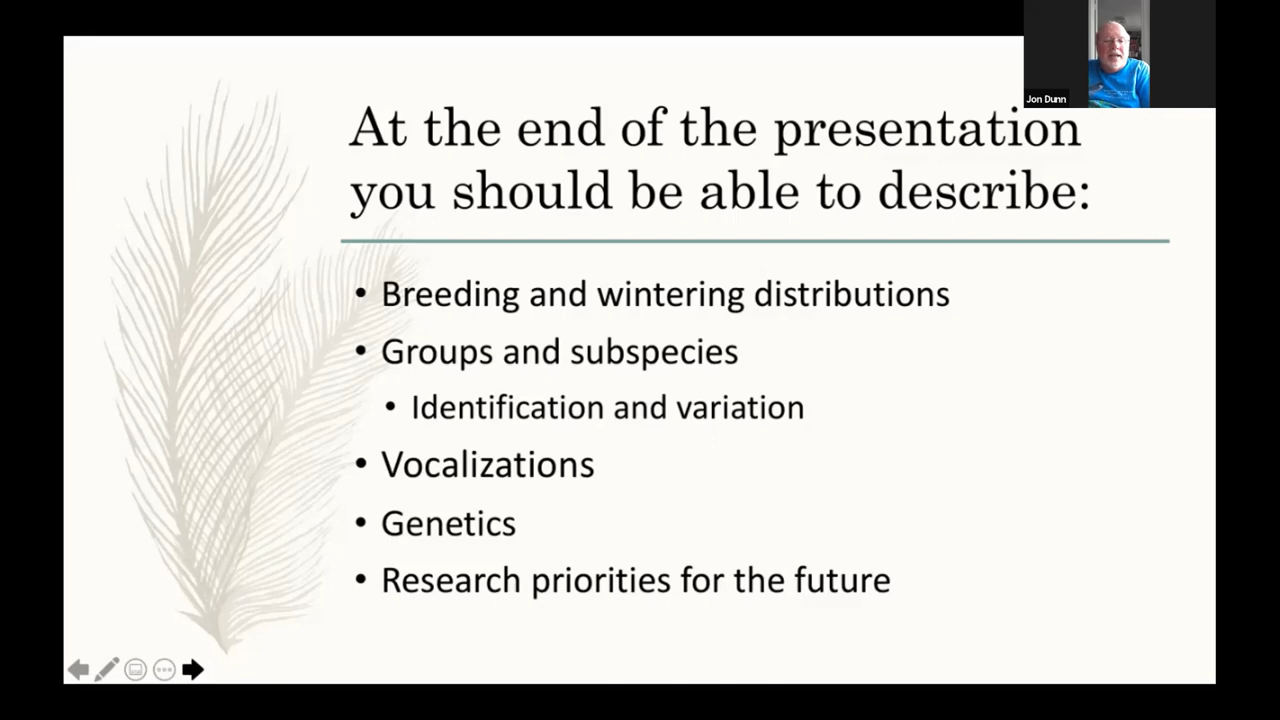 Jon Dunn
At the end of the presentation
you should be able to describe:
• Breeding and wintering distributions
• Groups and subspecies
• Identification and variation
• Vocalizations
• Genetics
• Research priorities for the future